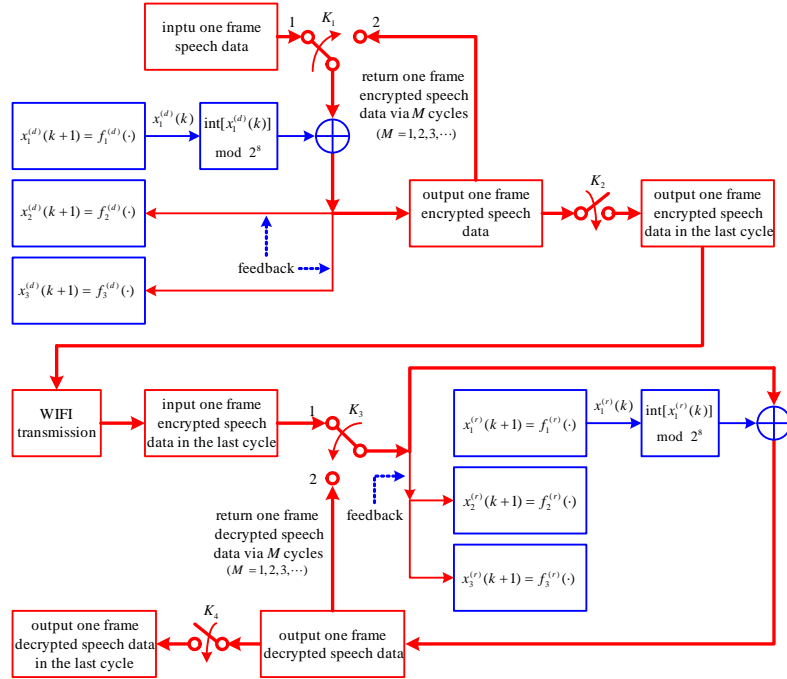 inptu one frame
speech data
1
K₁
2
return one frame
encrypted speech
data via M cycles
(M = 1, 2, 3, ⋯)
x₁⁽ᵈ⁾(k+1) = f₁⁽ᵈ⁾(·)
x₁⁽ᵈ⁾(k)
int[x₁⁽ᵈ⁾(k)]
mod 2⁸
x₂⁽ᵈ⁾(k+1) = f₂⁽ᵈ⁾(·)
output one frame
encrypted speech
data
K₂
output one frame
encrypted speech
data in the last cycle
feedback
x₃⁽ᵈ⁾(k+1) = f₃⁽ᵈ⁾(·)
WIFI
transmission
input one frame
encrypted speech
data in the last cycle
1
K₃
2
x₁⁽ʳ⁾(k+1) = f₁⁽ʳ⁾(·)
x₁⁽ʳ⁾(k)
int[x₁⁽ʳ⁾(k)]
mod 2⁸
feedback
x₂⁽ʳ⁾(k+1) = f₂⁽ʳ⁾(·)
return one frame
decrypted speech
data via M cycles
(M = 1, 2, 3, ⋯)
x₃⁽ʳ⁾(k+1) = f₃⁽ʳ⁾(·)
output one frame
decrypted speech data
in the last cycle
K₄
output one frame
decrypted speech data